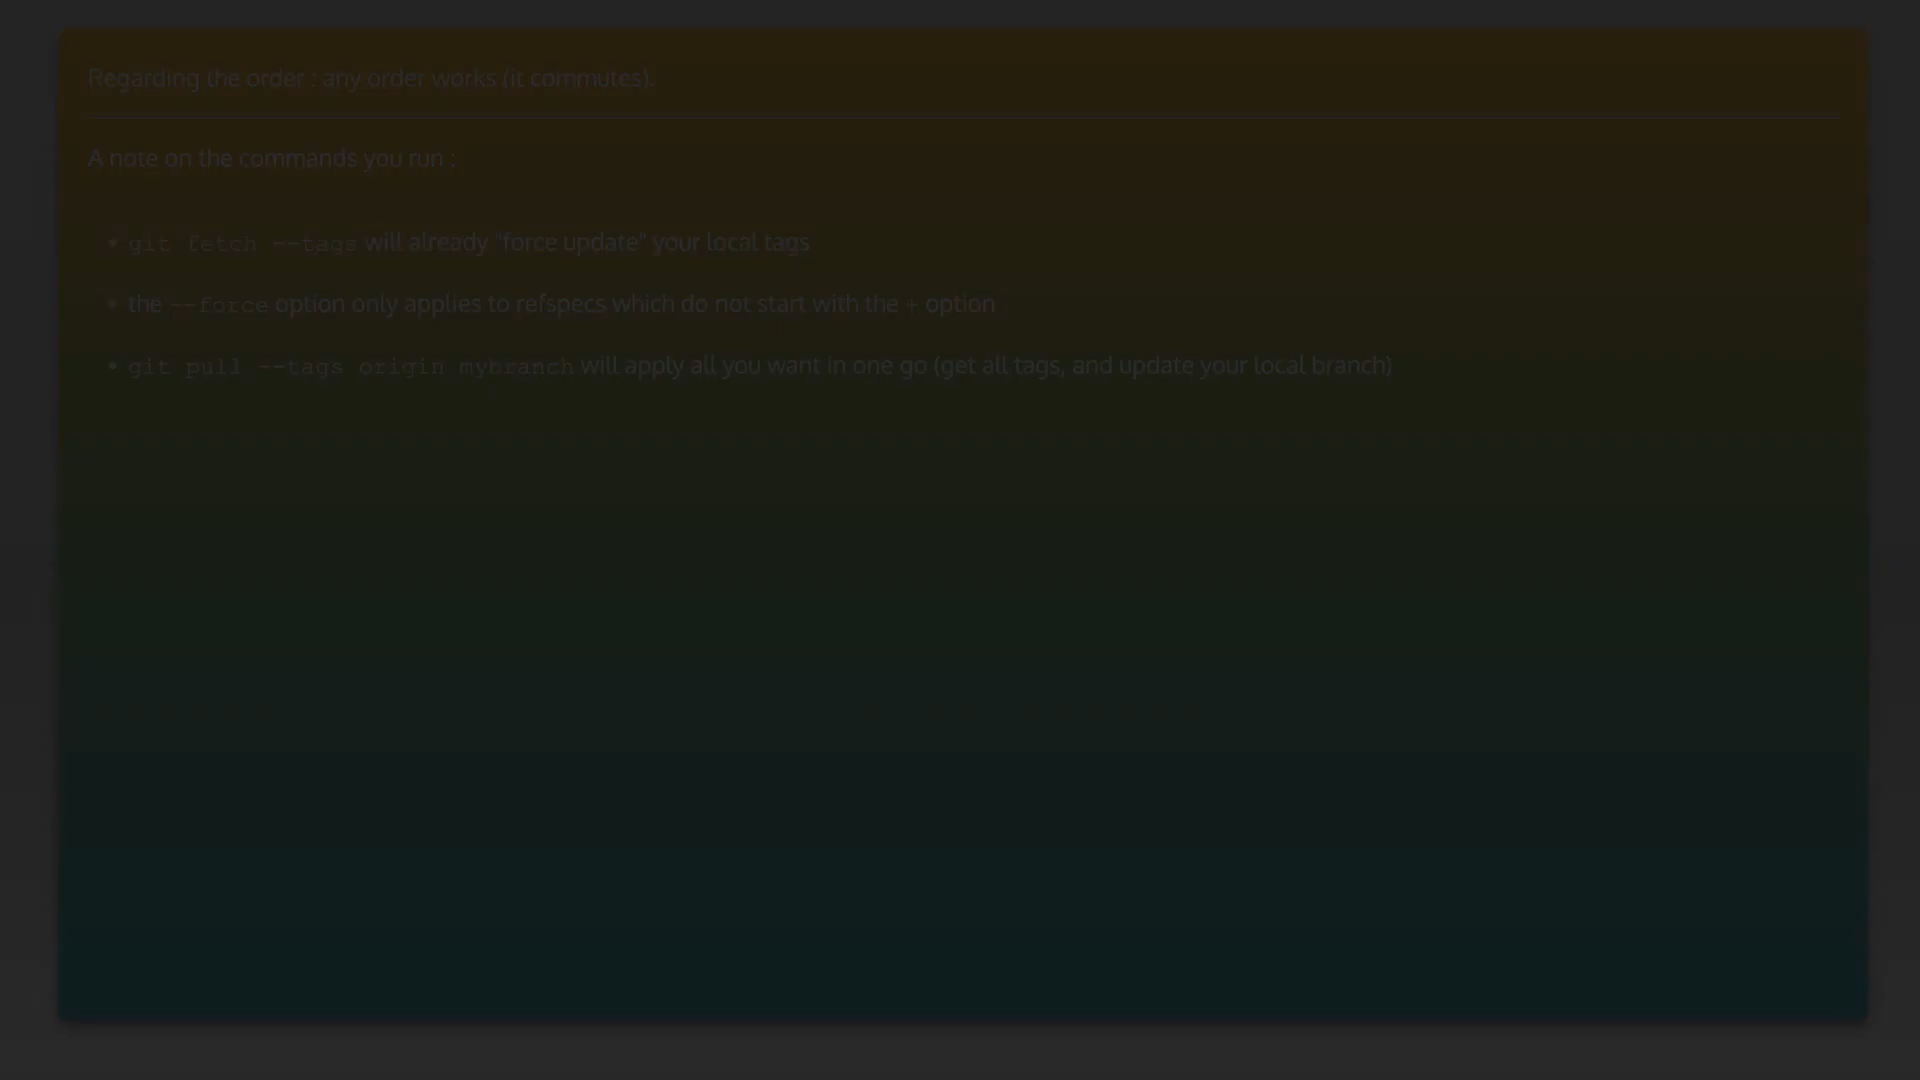 Regarding the order : any order works (it commutes).
A note on the commands you run :
• git fetch --tags will already "force update" your local tags
• the --force option only applies to refspecs which do not start with the + option
• git pull --tags origin mybranch will apply all you want in one go (get all tags, and update your local branch)